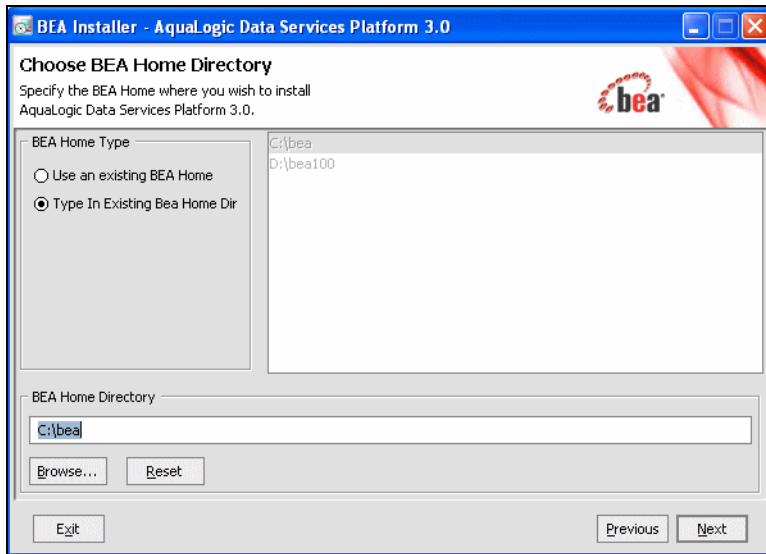 BEA Installer - AquaLogic Data Services Platform 3.0
Choose BEA Home Directory
Specify the BEA Home where you wish to install
AquaLogic Data Services Platform 3.0.
bea
BEA Home Type
Use an existing BEA Home
Type In Existing Bea Home Dir
C:\bea
D:\bea100
BEA Home Directory
C:\bea
Browse...
Reset
Exit
Previous
Next